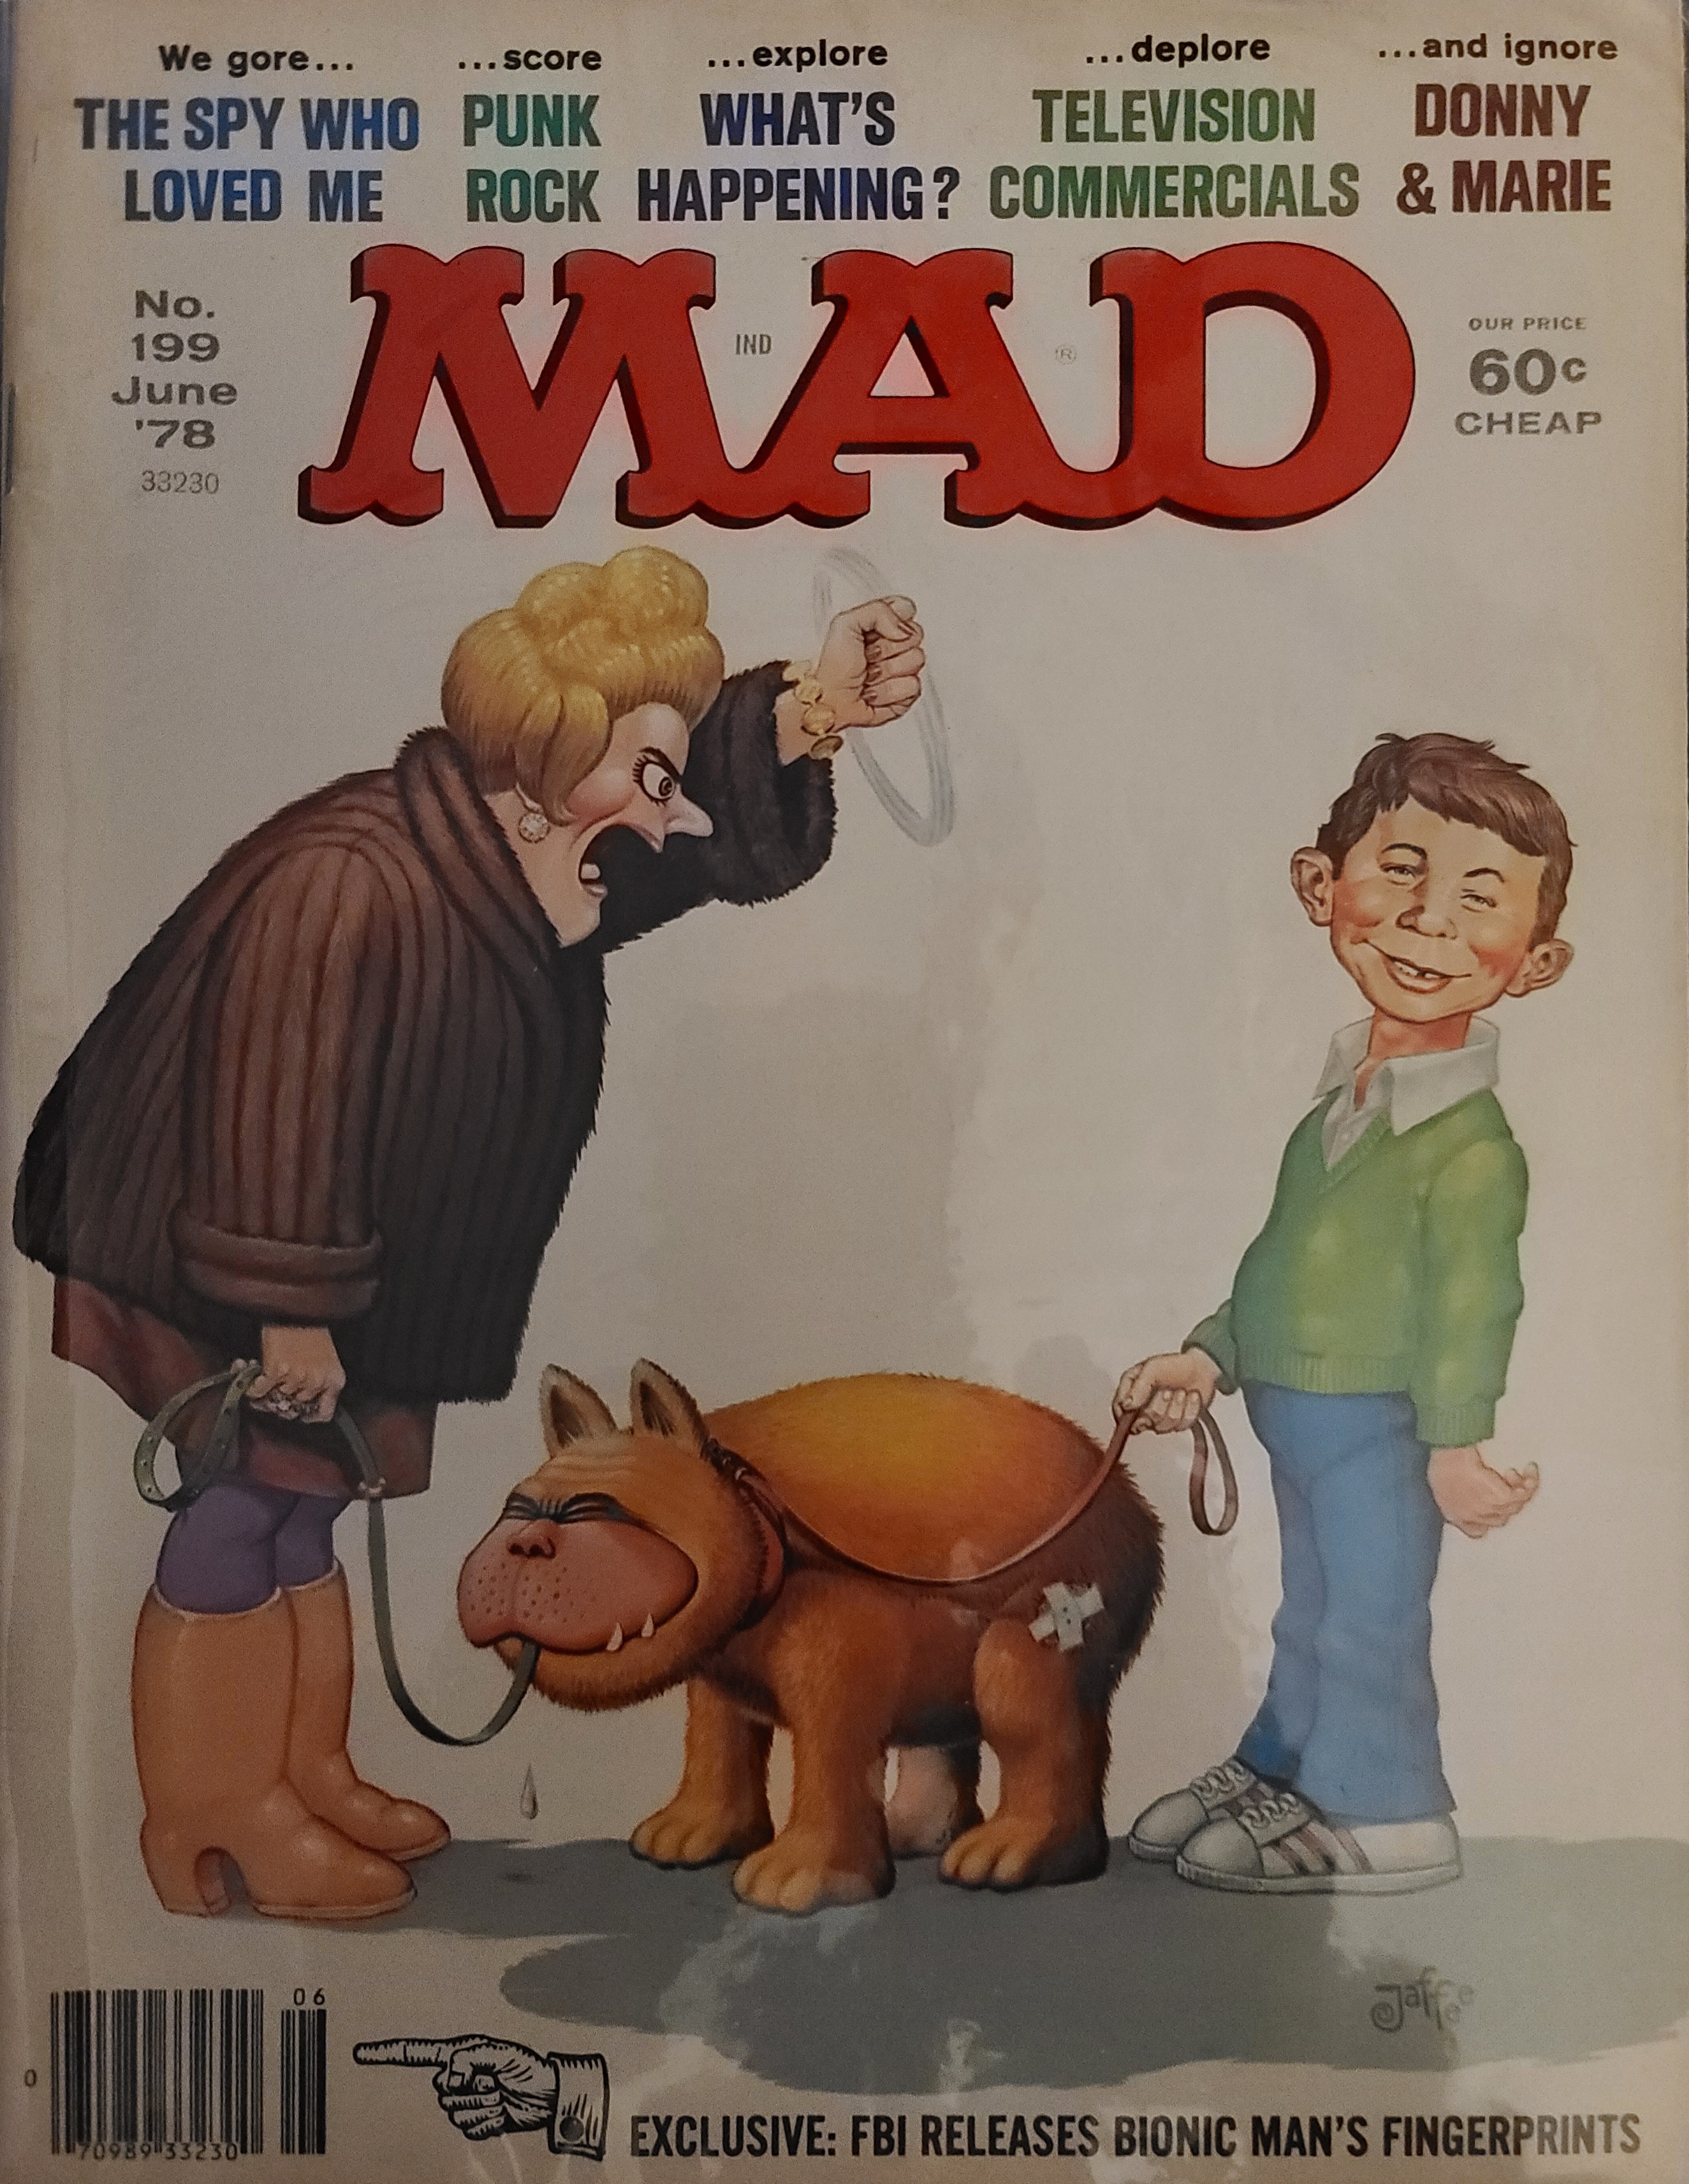 We gore...
THE SPY WHO
LOVED ME
...score
PUNK
ROCK
...explore
WHAT'S
HAPPENING?
...deplore
TELEVISION
COMMERCIALS
...and ignore
DONNY
& MARIE
No.
199
June
'78
33230
MAD
IND
®
OUR PRICE
60c
CHEAP
Jaffee
06
0
70989 33230
EXCLUSIVE: FBI RELEASES BIONIC MAN'S FINGERPRINTS